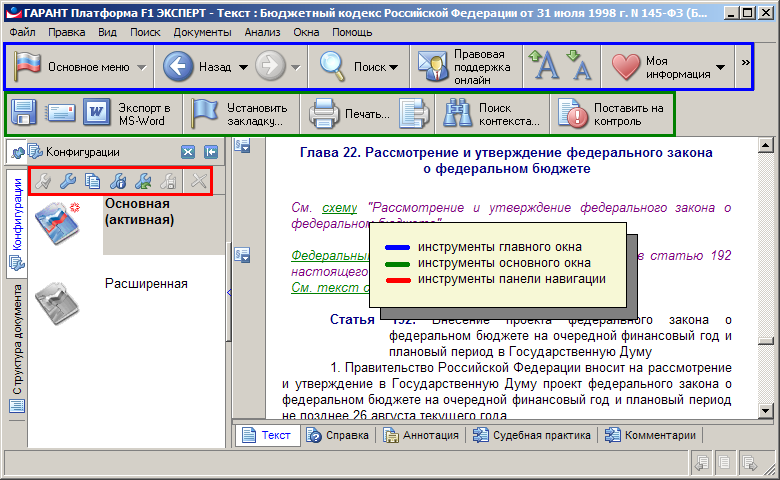 ГАРАНТ Платформа F1 ЭКСПЕРТ - Текст : Бюджетный кодекс Российской Федерации от 31 июля 1998 г. N 145-ФЗ (Б...
Файл Правка Вид Поиск Документы Анализ Окна Помощь
Основное меню Назад Поиск Правовая поддержка онлайн Моя информация »
Экспорт в MS-Word Установить закладку... Печать... Поиск контекста... Поставить на контроль
Конфигурации
Конфигурации
Структура документа
Основная
(активная)
Расширенная
Глава 22. Рассмотрение и утверждение федерального закона
о федеральном бюджете
См. схему "Рассмотрение и утверждение федерального закона о
федеральном бюджете"
Федеральны в статью 192
настоящего
См. текст с
инструменты главного окна
инструменты основного окна
инструменты панели навигации
Статья 192. Внесение проекта федерального закона о
федеральном бюджете на очередной финансовый год и
плановый период в Государственную Думу
1. Правительство Российской Федерации вносит на рассмотрение
и утверждение в Государственную Думу проект федерального закона о
федеральном бюджете на очередной финансовый год и плановый период
не позднее 26 августа текущего года
Текст Справка Аннотация Судебная практика Комментарии